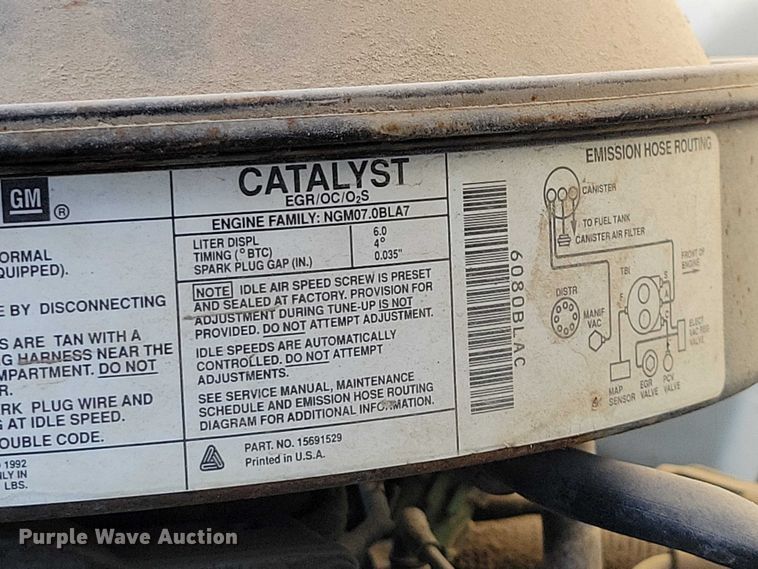 GM ®
ORMAL
QUIPPED).
E BY DISCONNECTING
S ARE TAN WITH A
G HARNESS NEAR THE
MPARTMENT. DO NOT
R.
RK PLUG WIRE AND
G AT IDLE SPEED.
OUBLE CODE.
1992
NLY IN
LBS.
CATALYST
EGR/OC/O2S
ENGINE FAMILY: NGM07.0BLA7
LITER DISPL 6.0
TIMING (°BTC) 4°
SPARK PLUG GAP (IN.) 0.035"
NOTE IDLE AIR SPEED SCREW IS PRESET
AND SEALED AT FACTORY. PROVISION FOR
ADJUSTMENT DURING TUNE-UP IS NOT
PROVIDED. DO NOT ATTEMPT ADJUSTMENT.
IDLE SPEEDS ARE AUTOMATICALLY
CONTROLLED. DO NOT ATTEMPT
ADJUSTMENTS.
SEE SERVICE MANUAL, MAINTENANCE
SCHEDULE AND EMISSION HOSE ROUTING
DIAGRAM FOR ADDITIONAL INFORMATION.
PART. NO. 15691529
Printed in U.S.A.
6080BLAC
EMISSION HOSE ROUTING
CANISTER
TO FUEL TANK
CANISTER AIR FILTER
FRONT OF
ENGINE
TBI
DISTR
MANIF
VAC
F
S
A
C
ELECT
VAC REG
VALVE
MAP
SENSOR
EGR
VALVE
PCV
VALVE
Purple Wave Auction